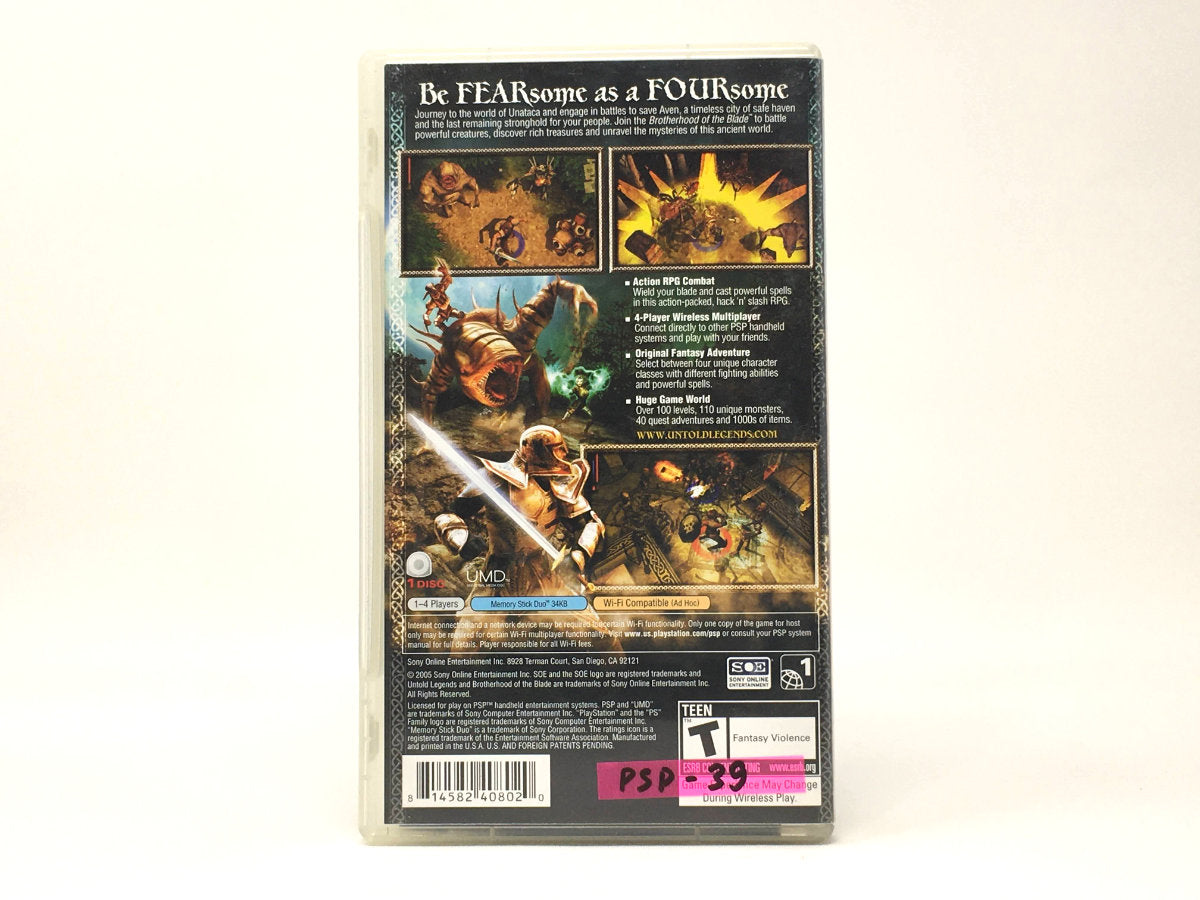 Be FEARsome as a FOURsome
Journey to the world of Unataca and engage in battles to save Aven, a timeless city of safe haven
and the last remaining stronghold for your people. Join the Brotherhood of the Blade™ to battle
powerful creatures, discover rich treasures and unravel the mysteries of this ancient world.
Action RPG Combat
Wield your blade and cast powerful spells
in this action-packed, hack 'n' slash RPG.
4-Player Wireless Multiplayer
Connect directly to other PSP handheld
systems and play with your friends.
Original Fantasy Adventure
Select between four unique character
classes with different fighting abilities
and powerful spells.
Huge Game World
Over 100 levels, 110 unique monsters,
40 quest adventures and 1000s of items.
WWW.UNTOLDLEGENDS.COM
1 DISC
UMD™
1–4 Players
Memory Stick Duo™ 34KB
Wi-Fi Compatible (Ad Hoc)
Internet connection and a network device may be required for certain Wi-Fi functionality. Only one copy of the game for host
only may be required for certain Wi-Fi multiplayer functionality. Visit www.us.playstation.com/psp or consult your PSP system
manual for full details. Player responsible for all Wi-Fi fees.
Sony Online Entertainment Inc. 8928 Terman Court, San Diego, CA 92121
© 2005 Sony Online Entertainment Inc. SOE and the SOE logo are registered trademarks and
Untold Legends and Brotherhood of the Blade are trademarks of Sony Online Entertainment Inc.
All Rights Reserved.
SOE
SONY ONLINE
ENTERTAINMENT
1
Licensed for play on PSP™ handheld entertainment systems. PSP and "UMD"
are trademarks of Sony Computer Entertainment Inc. "PlayStation" and the "PS"
Family logo are registered trademarks of Sony Computer Entertainment Inc.
"Memory Stick Duo" is a trademark of Sony Corporation. The ratings icon is a
registered trademark of the Entertainment Software Association. Manufactured
and printed in the U.S.A. U.S. AND FOREIGN PATENTS PENDING.
TEEN
T
™
Fantasy Violence
ESRB www.esrb.org
PSP-39
May Change
During Wireless Play.
8 14582 40802 0